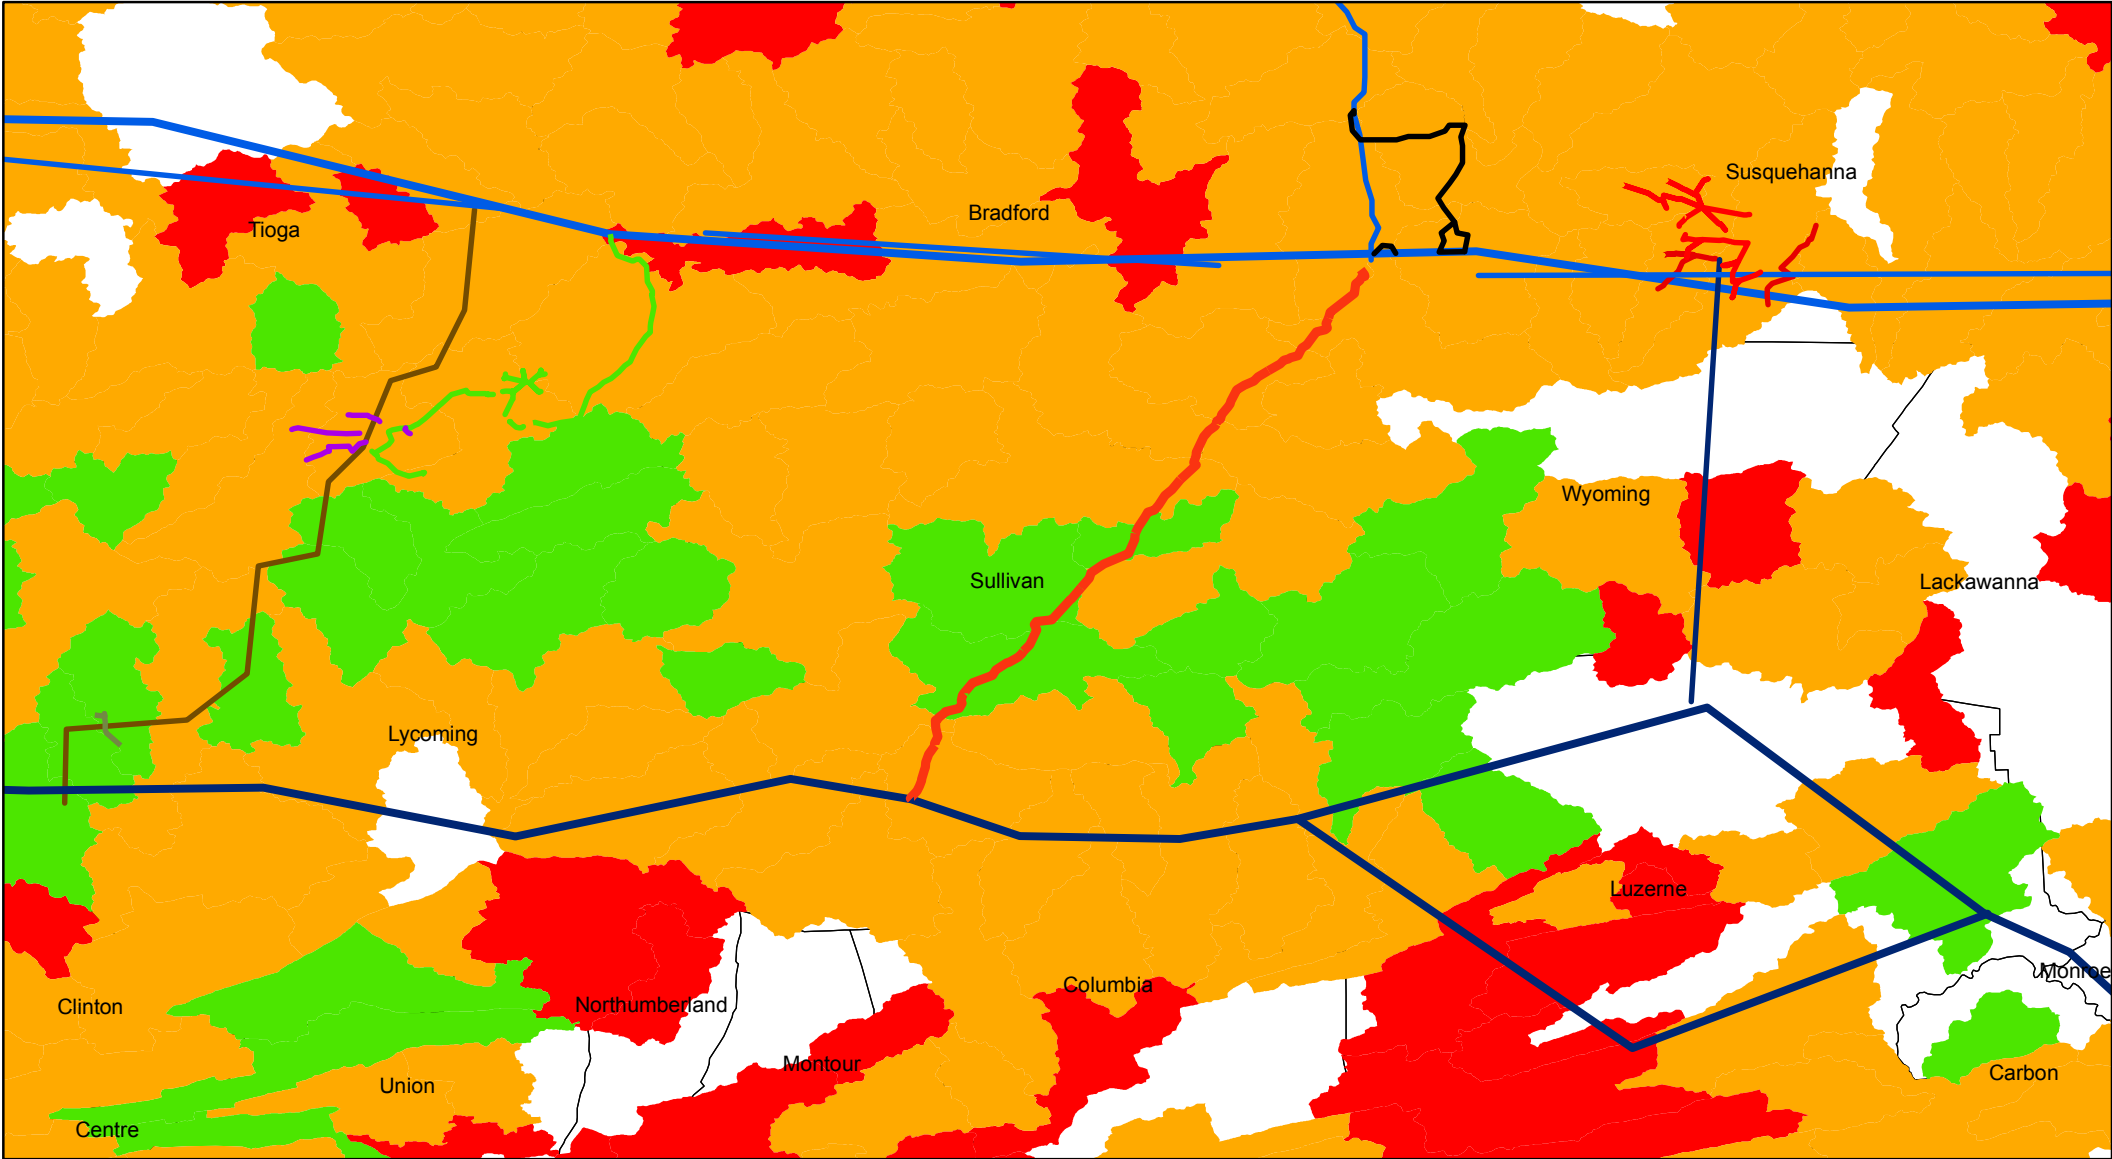 Susquehanna
Bradford
Tioga
Wyoming
Sullivan
Lackawanna
Lycoming
Luzerne
Monroe
Columbia
Clinton
Northumberland
Montour
Carbon
Union
Centre